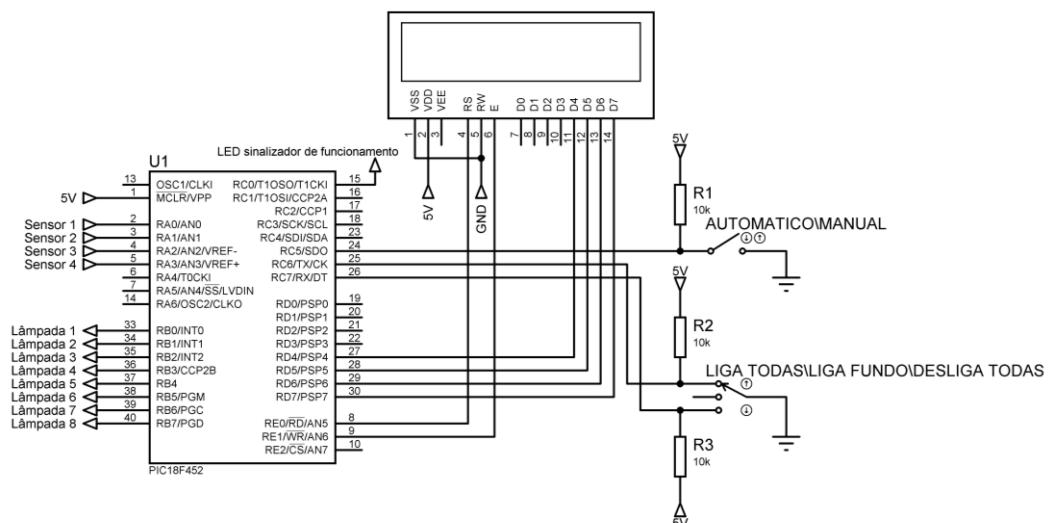 VSS
VDD
VEE
RS
RW
E
D0
D1
D2
D3
D4
D5
D6
D7
1
2
3
4
5
6
7
8
9
10
11
12
13
14
5V
GND
LED sinalizador de funcionamento
U1
5V
Sensor 1
Sensor 2
Sensor 3
Sensor 4
Lâmpada 1
Lâmpada 2
Lâmpada 3
Lâmpada 4
Lâmpada 5
Lâmpada 6
Lâmpada 7
Lâmpada 8
13 OSC1/CLKI
1 MCLR/VPP
2 RA0/AN0
3 RA1/AN1
4 RA2/AN2/VREF-
5 RA3/AN3/VREF+
6 RA4/T0CKI
7 RA5/AN4/SS/LVDIN
14 RA6/OSC2/CLKO
33 RB0/INT0
34 RB1/INT1
35 RB2/INT2
36 RB3/CCP2B
37 RB4
38 RB5/PGM
39 RB6/PGC
40 RB7/PGD
RC0/T1OSO/T1CKI 15
RC1/T1OSI/CCP2A 16
RC2/CCP1 17
RC3/SCK/SCL 18
RC4/SDI/SDA 23
RC5/SDO 24
RC6/TX/CK 25
RC7/RX/DT 26
RD0/PSP0 19
RD1/PSP1 20
RD2/PSP2 21
RD3/PSP3 22
RD4/PSP4 27
RD5/PSP5 28
RD6/PSP6 29
RD7/PSP7 30
RE0/RD/AN5 8
RE1/WR/AN6 9
RE2/CS/AN7 10
PIC18F452
5V
R1
10k
AUTOMATICO\MANUAL
5V
R2
10k
LIGA TODAS\LIGA FUNDO\DESLIGA TODAS
R3
10k
5V